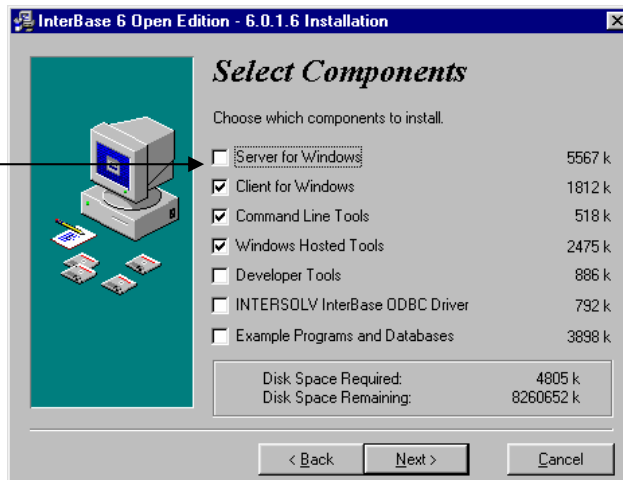 InterBase 6 Open Edition - 6.0.1.6 Installation
Select Components
Choose which components to install.
Server for Windows 5567 k
Client for Windows 1812 k
Command Line Tools 518 k
Windows Hosted Tools 2475 k
Developer Tools 886 k
INTERSOLV InterBase ODBC Driver 792 k
Example Programs and Databases 3898 k
Disk Space Required: 4805 k
Disk Space Remaining: 8260652 k
< Back Next > Cancel